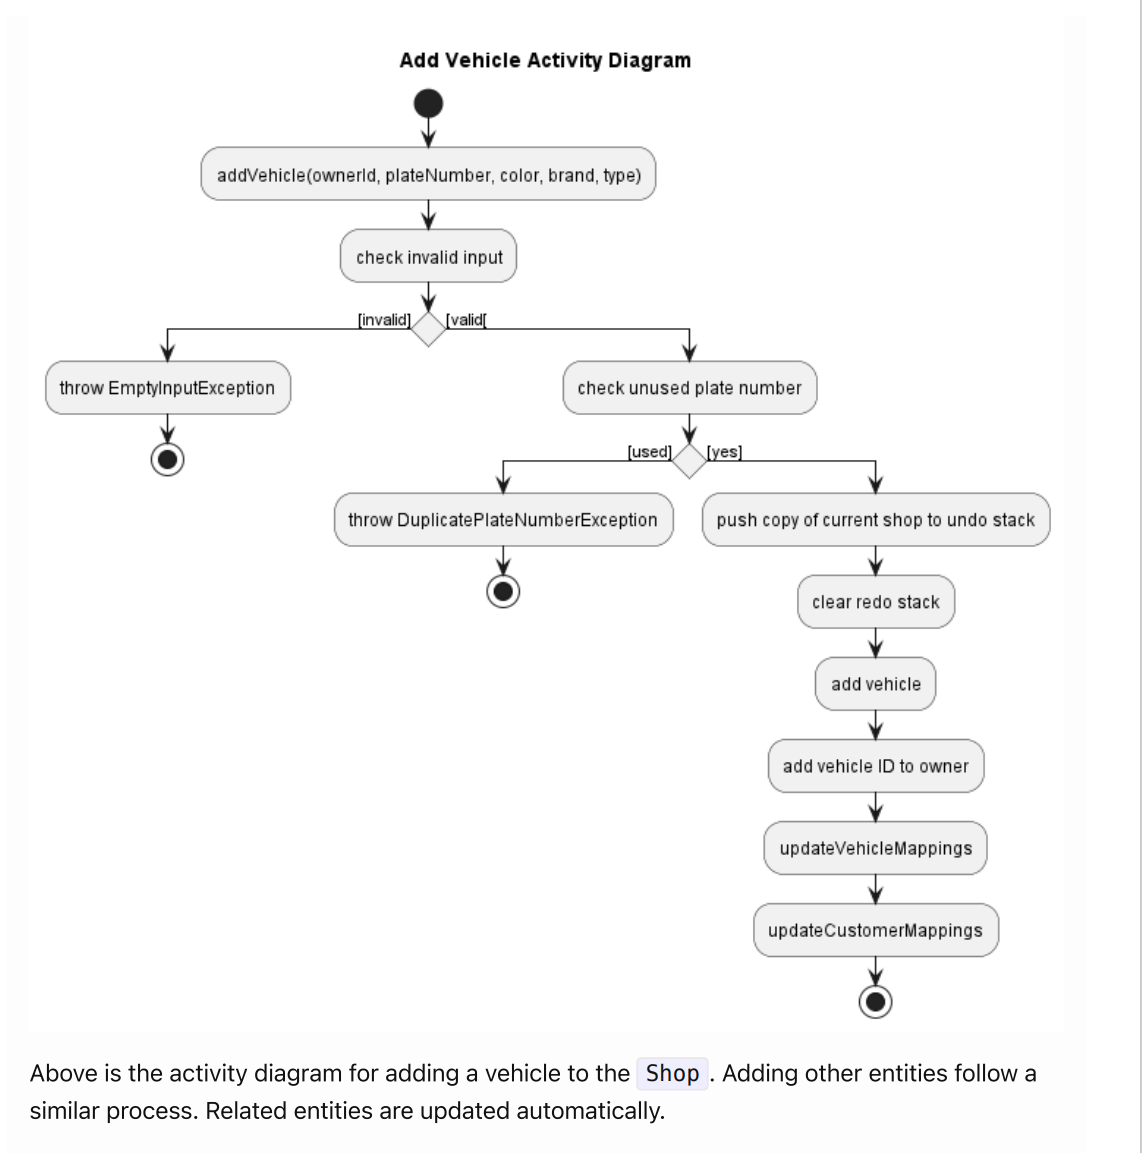 Add Vehicle Activity Diagram
addVehicle(ownerId, plateNumber, color, brand, type)
check invalid input
[invalid]
[valid[
throw EmptyInputException
check unused plate number
[used]
[yes]
throw DuplicatePlateNumberException
push copy of current shop to undo stack
clear redo stack
add vehicle
add vehicle ID to owner
updateVehicleMappings
updateCustomerMappings
Above is the activity diagram for adding a vehicle to the Shop. Adding other entities follow a
similar process. Related entities are updated automatically.